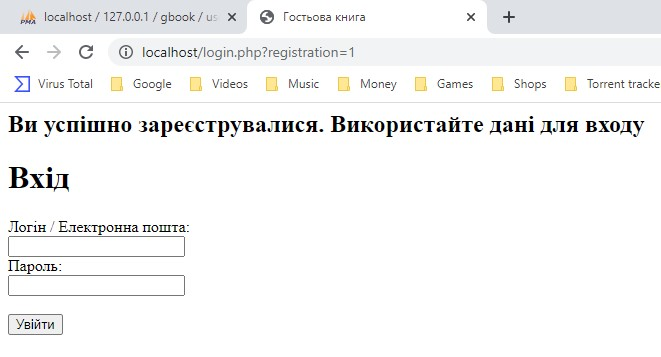 PMA
localhost / 127.0.0.1 / gbook / us
Гостьова книга
localhost/login.php?registration=1
Virus Total
Google
Videos
Music
Money
Games
Shops
Torrent tracke
Ви успішно зареєструвалися. Використайте дані для входу
Вхід
Логін / Електронна пошта:
Пароль:
Увійти